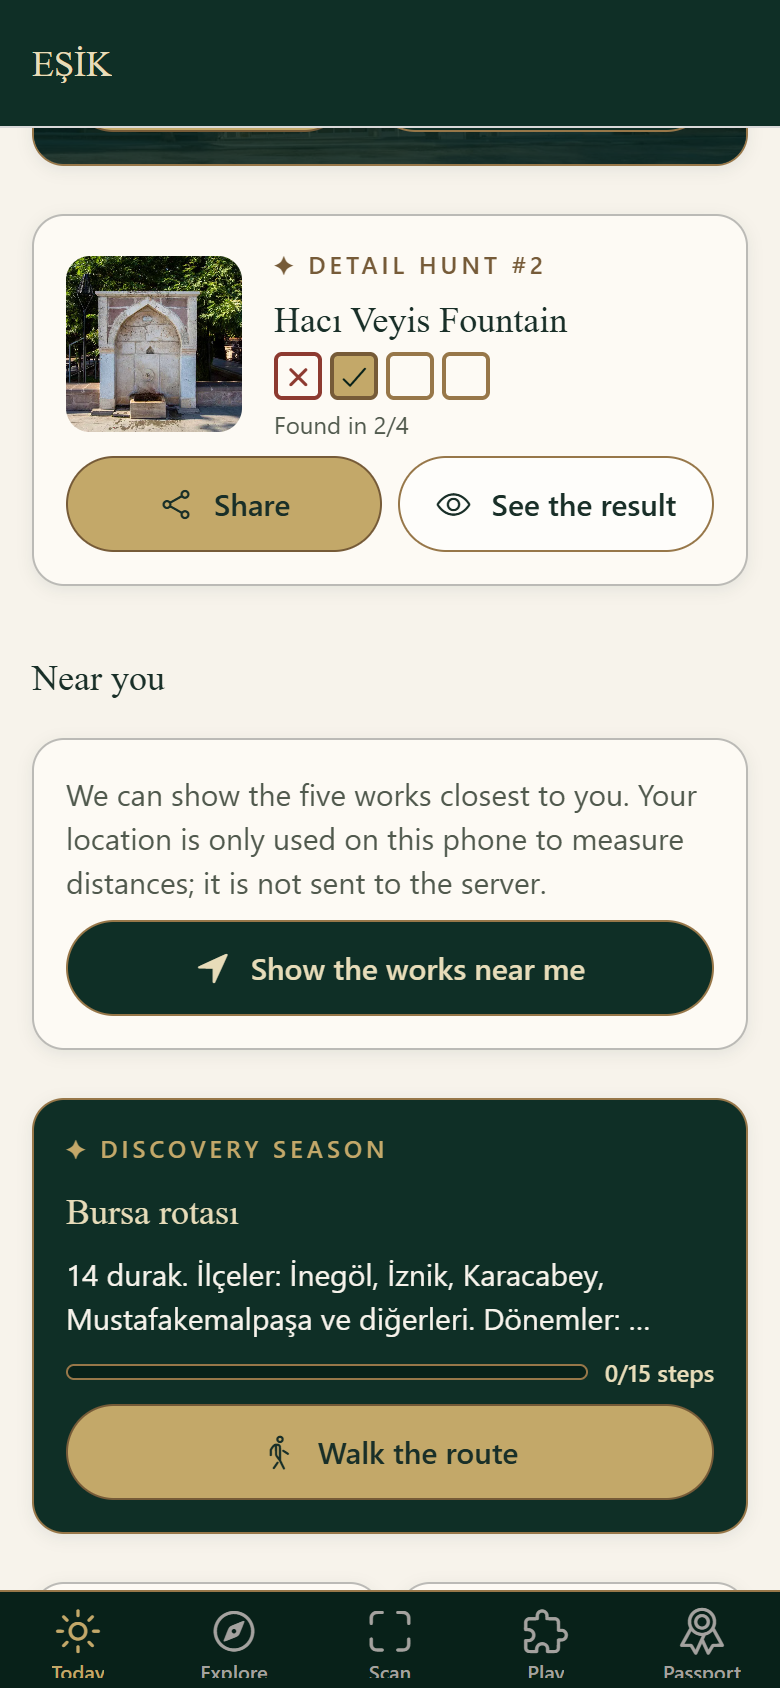 EŞİK
DETAIL HUNT #2
Hacı Veyis Fountain
Found in 2/4
Share
See the result
Near you
We can show the five works closest to you. Your
location is only used on this phone to measure
distances; it is not sent to the server.
Show the works near me
DISCOVERY SEASON
Bursa rotası
14 durak. İlçeler: İnegöl, İznik, Karacabey,
Mustafakemalpaşa ve diğerleri. Dönemler: ...
0/15 steps
Walk the route
Today
Explore
Scan
Play
Passport